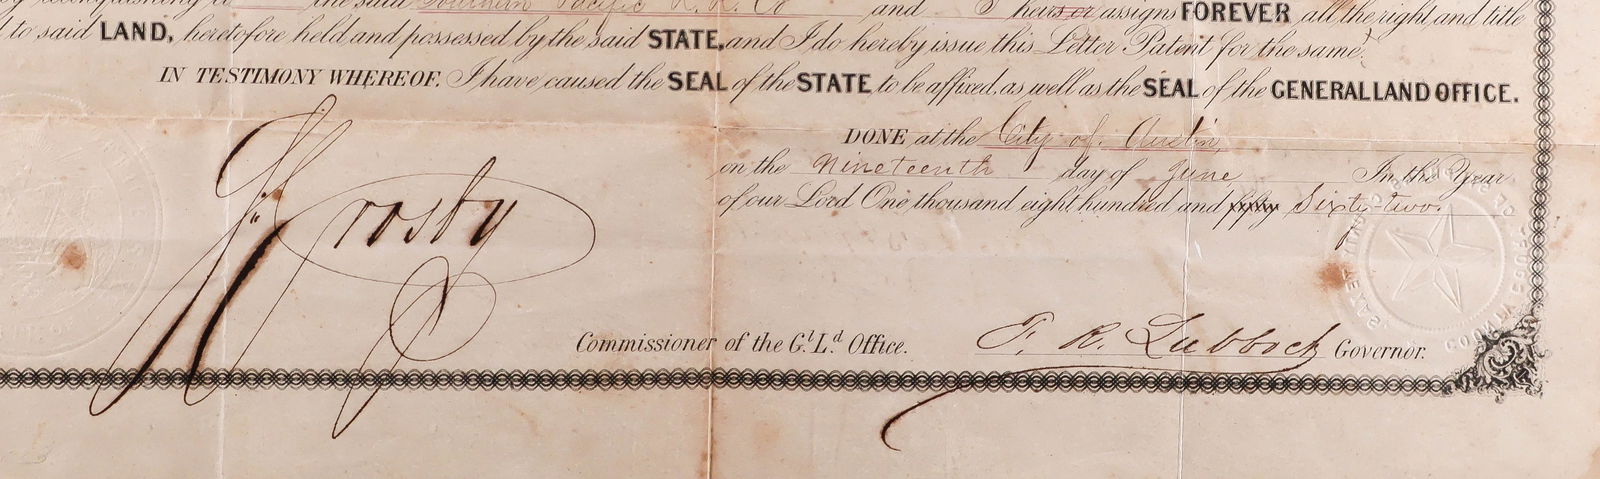 the said Southern Pacific R. R. Co and heirs or assigns FOREVER all the right, and title
to said LAND, heretofore held and possessed by the said STATE, and I do hereby issue this Letter Patent for the same.
IN TESTIMONY WHEREOF, I have caused the SEAL of the STATE to be affixed, as well as the SEAL of the GENERAL LAND OFFICE.
DONE at the City of Austin,
on the Nineteenth day of June In the Year
of our Lord One thousand eight hundred and fifty Sixty-two.
Crosby
Commissioner of the G.l L.d Office.
F. R. Lubbock Governor.